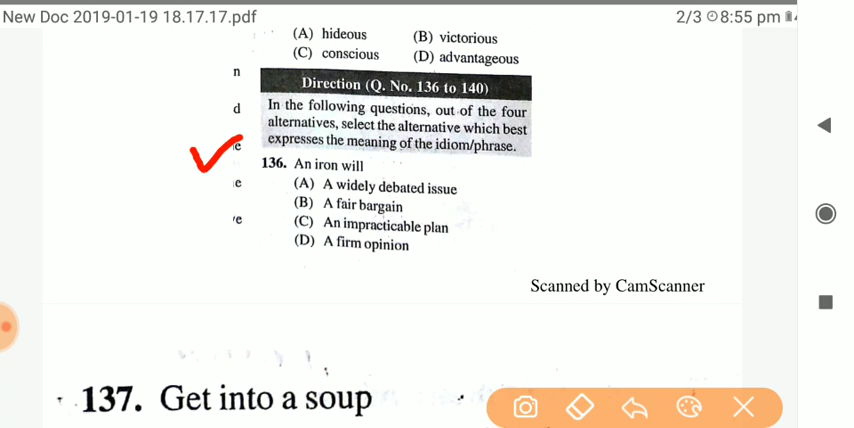 New Doc 2019-01-19 18.17.17.pdf
2/3 8:55 pm
(A) hideous (B) victorious
(C) conscious (D) advantageous
n
Direction (Q. No. 136 to 140)
d
In the following questions, out of the four
alternatives, select the alternative which best
expresses the meaning of the idiom/phrase.
e
136. An iron will
e
(A) A widely debated issue
(B) A fair bargain
've
(C) An impracticable plan
(D) A firm opinion
Scanned by CamScanner
137. Get into a soup